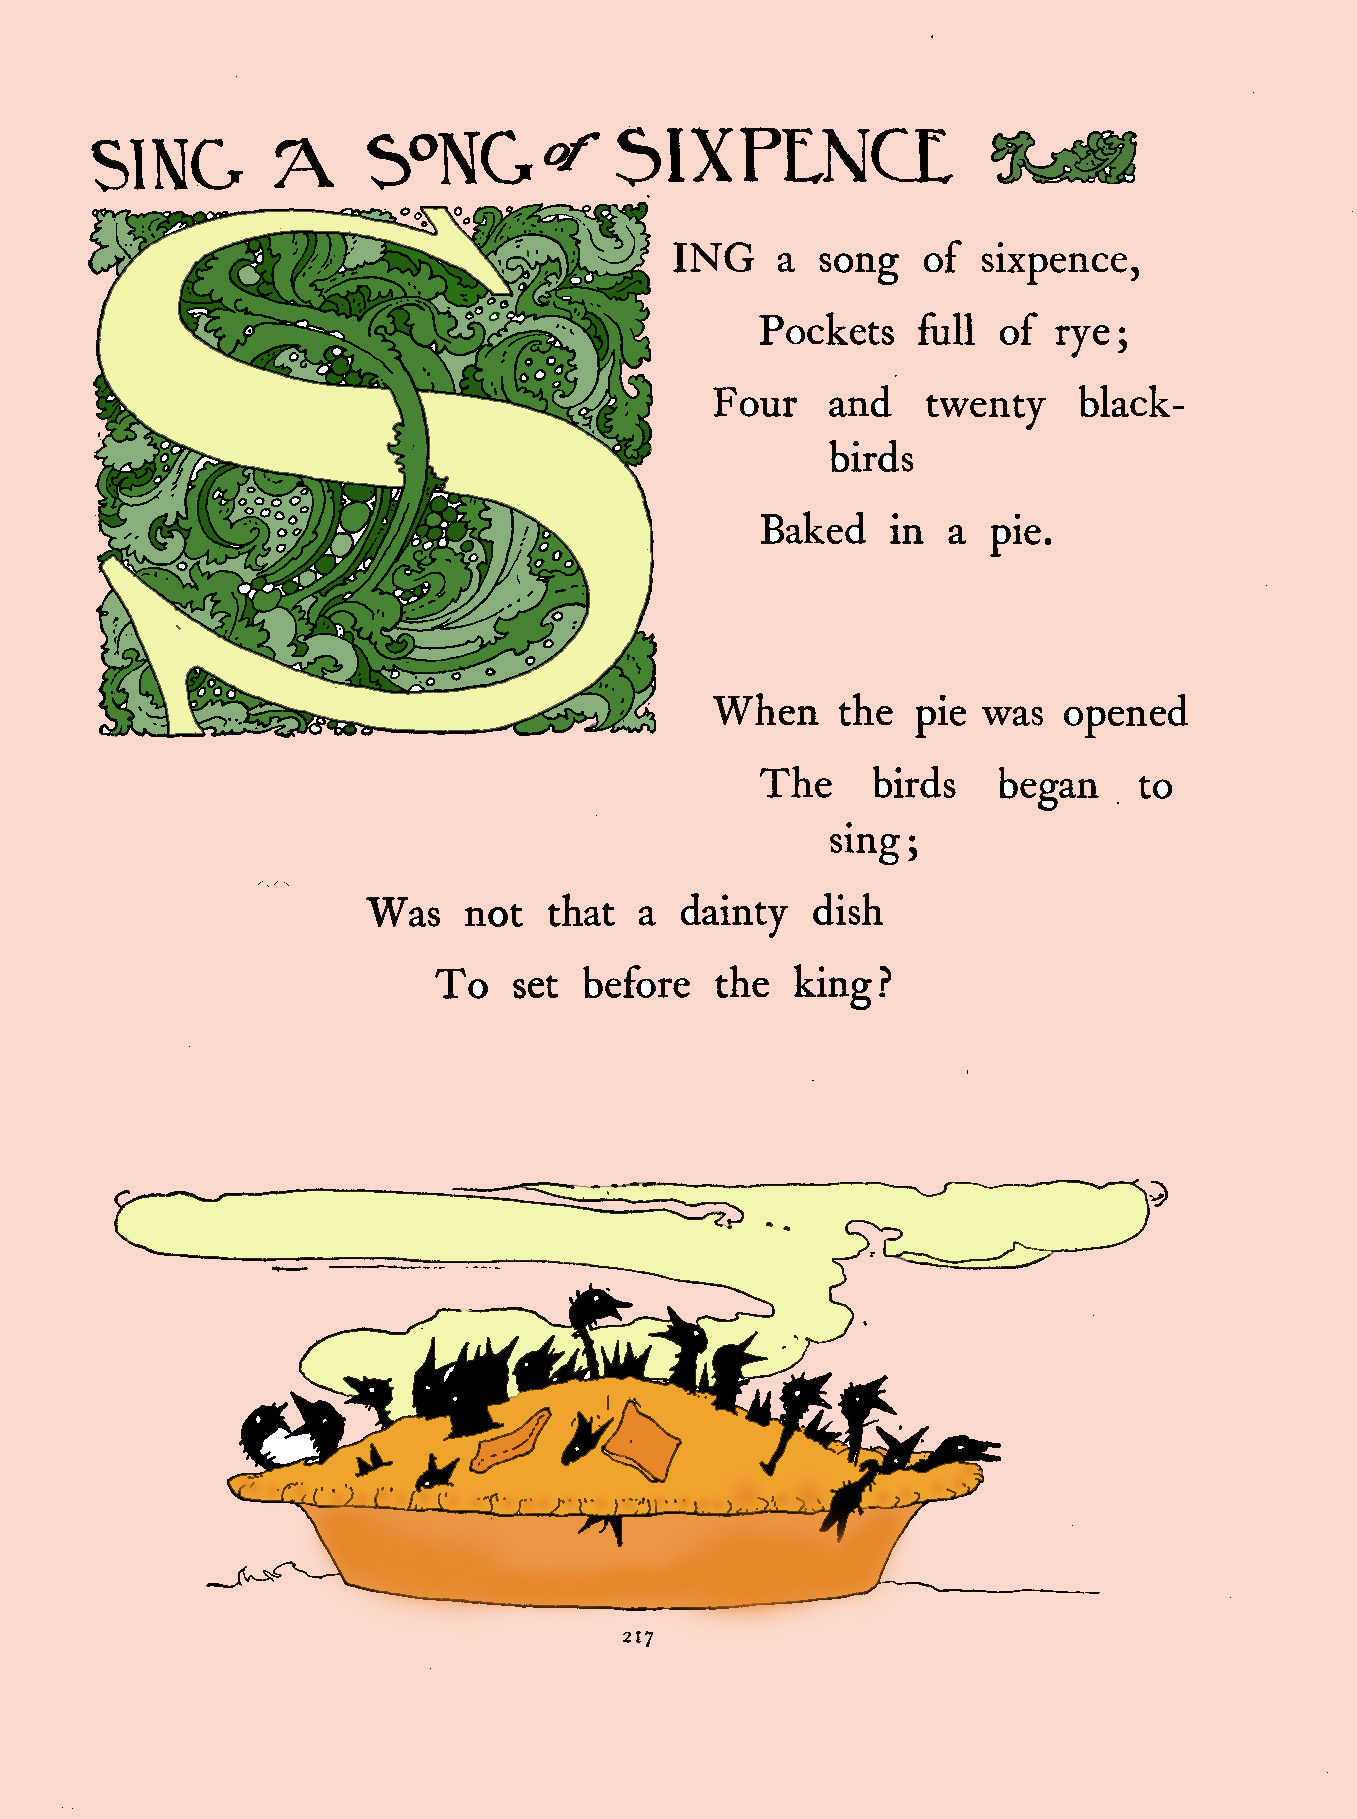 SING A SONG of SIXPENCE
SING a song of sixpence,
Pockets full of rye;
Four and twenty black-
birds
Baked in a pie.
When the pie was opened
The birds began to
sing;
Was not that a dainty dish
To set before the king?
217